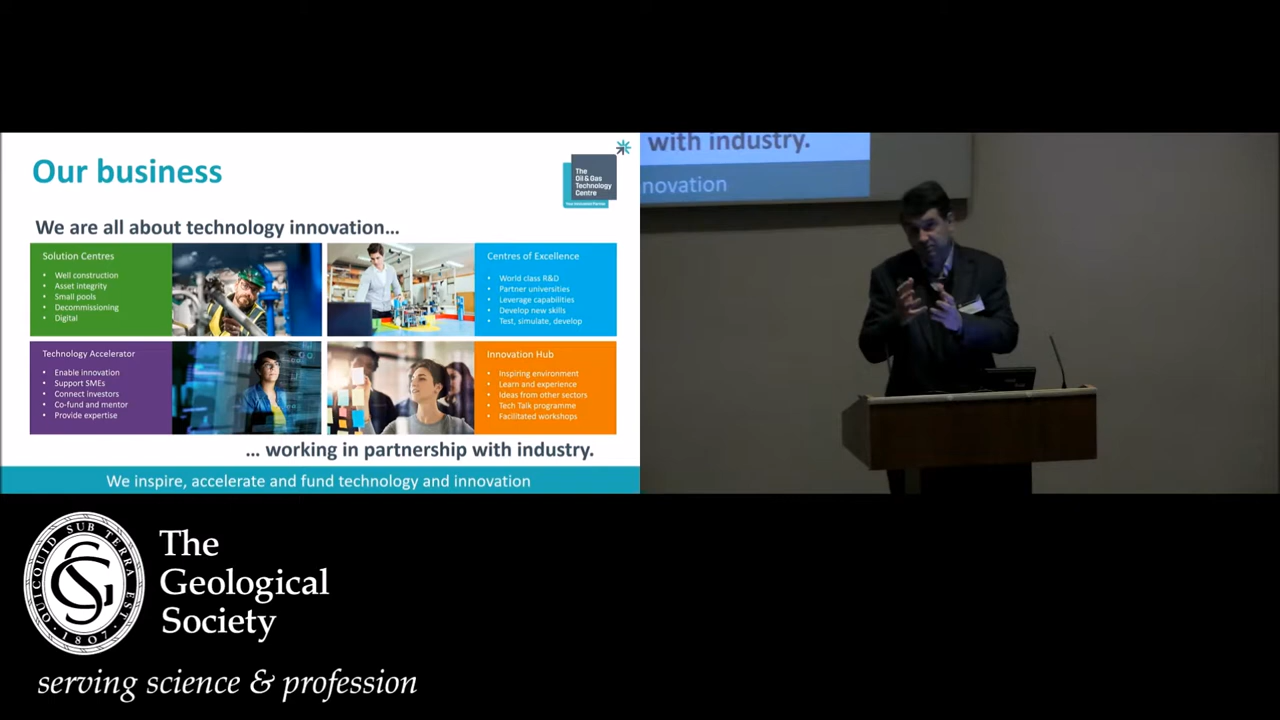 Our business
The
Oil & Gas
Technology
Centre
Your Innovation Partner
We are all about technology innovation…
Solution Centres
• Well construction
• Asset integrity
• Small pools
• Decommissioning
• Digital
Centres of Excellence
• World class R&D
• Partner universities
• Leverage capabilities
• Develop new skills
• Test, simulate, develop
Technology Accelerator
• Enable innovation
• Support SMEs
• Connect investors
• Co-fund and mentor
• Provide expertise
Innovation Hub
• Inspiring environment
• Learn and experience
• Ideas from other sectors
• Tech Talk programme
• Facilitated workshops
… working in partnership with industry.
We inspire, accelerate and fund technology and innovation
with industry.
novation
QUICQUID SUB TERRA EST
1807
The
Geological
Society
serving science & profession